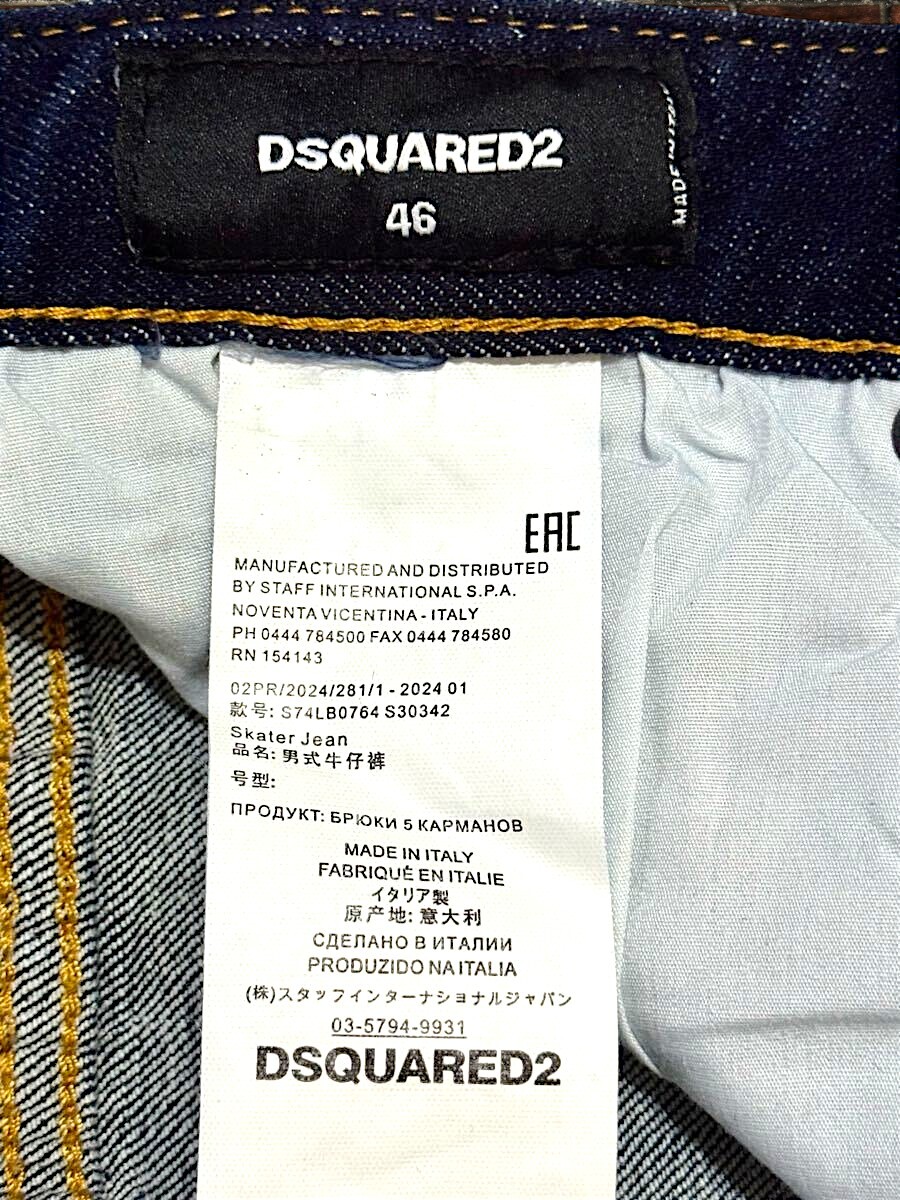 DSQUARED2
46
MADE IN ITALY
EAC
MANUFACTURED AND DISTRIBUTED
BY STAFF INTERNATIONAL S.P.A.
NOVENTA VICENTINA - ITALY
PH 0444 784500 FAX 0444 784580
RN 154143
02PR/2024/281/1 - 2024 01
款号: S74LB0764 S30342
Skater Jean
品名: 男式牛仔裤
号型:
ПРОДУКТ: БРЮКИ 5 КАРМАНОВ
MADE IN ITALY
FABRIQUÉ EN ITALIE
イタリア製
原产地: 意大利
СДЕЛАНО В ИТАЛИИ
PRODUZIDO NA ITALIA
(株)スタッフインターナショナルジャパン
03-5794-9931
DSQUARED2